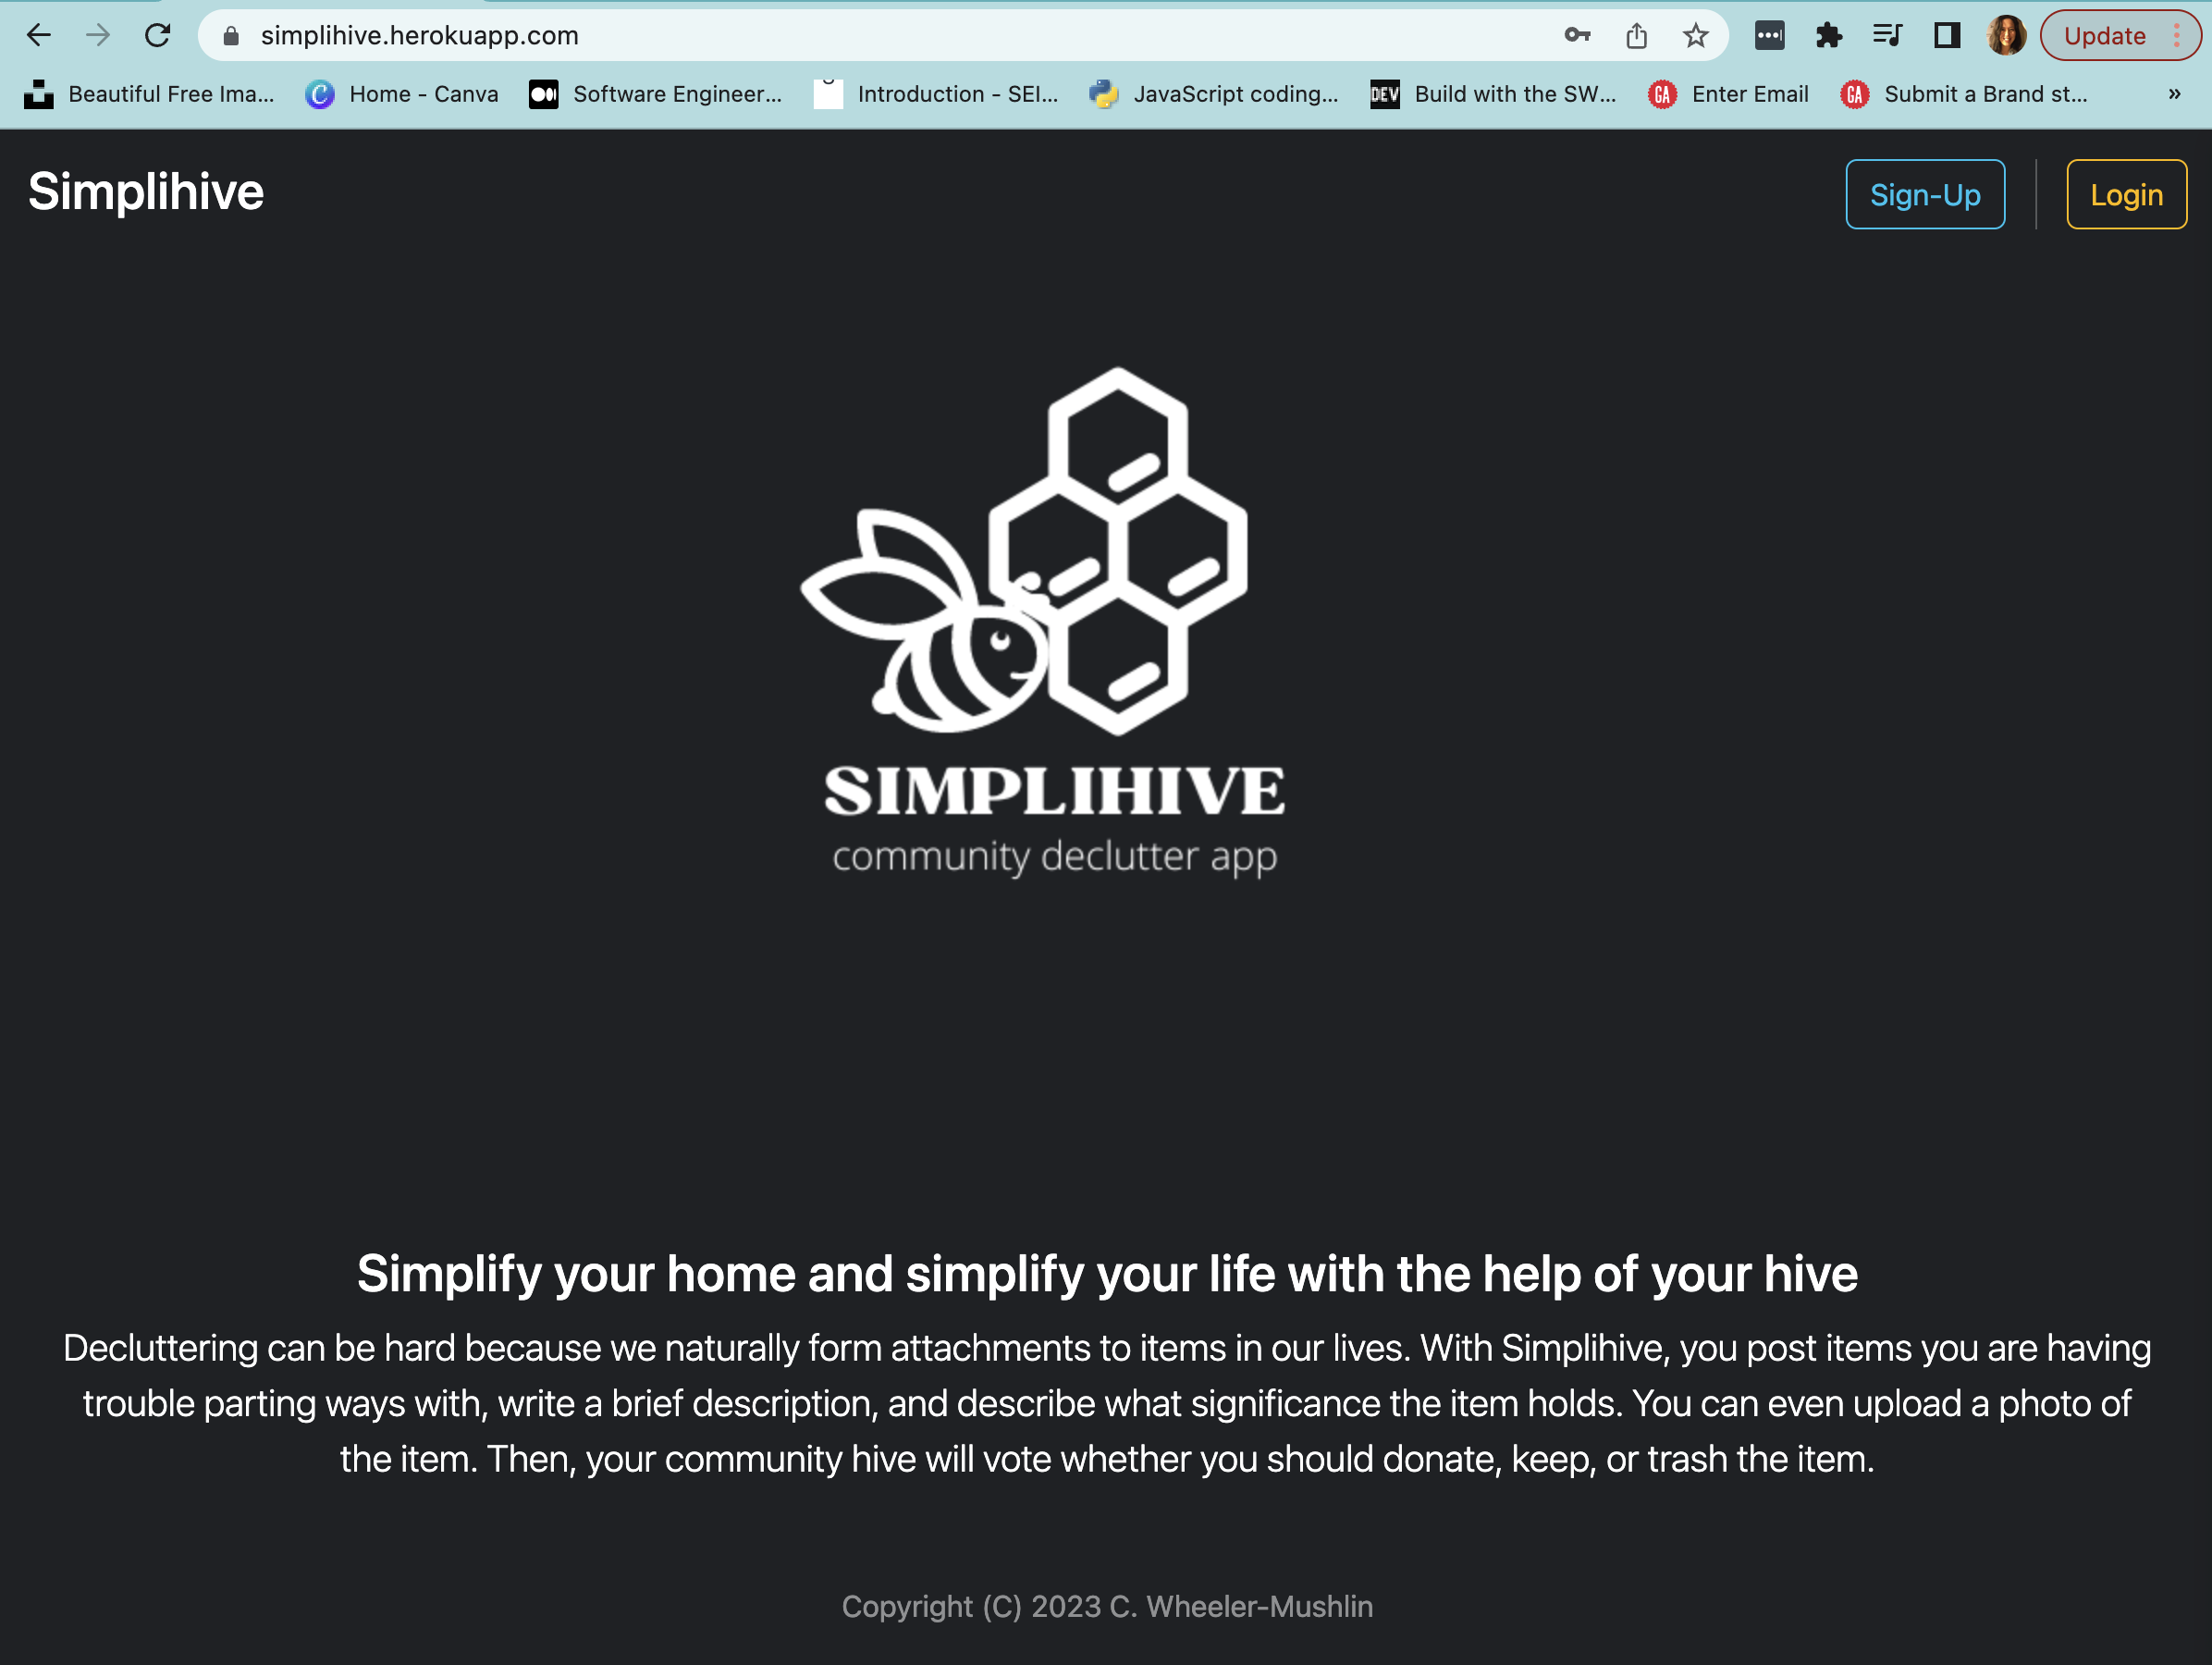 simplihive.herokuapp.com
Update
Beautiful Free Ima...
Home - Canva
Software Engineer...
Introduction - SEI...
JavaScript coding...
DEV
Build with the SW...
GA
Enter Email
GA
Submit a Brand st...
»
Simplihive
Sign-Up
Login
SIMPLIHIVE
community declutter app
Simplify your home and simplify your life with the help of your hive
Decluttering can be hard because we naturally form attachments to items in our lives. With Simplihive, you post items you are having
trouble parting ways with, write a brief description, and describe what significance the item holds. You can even upload a photo of
the item. Then, your community hive will vote whether you should donate, keep, or trash the item.
Copyright (C) 2023 C. Wheeler-Mushlin